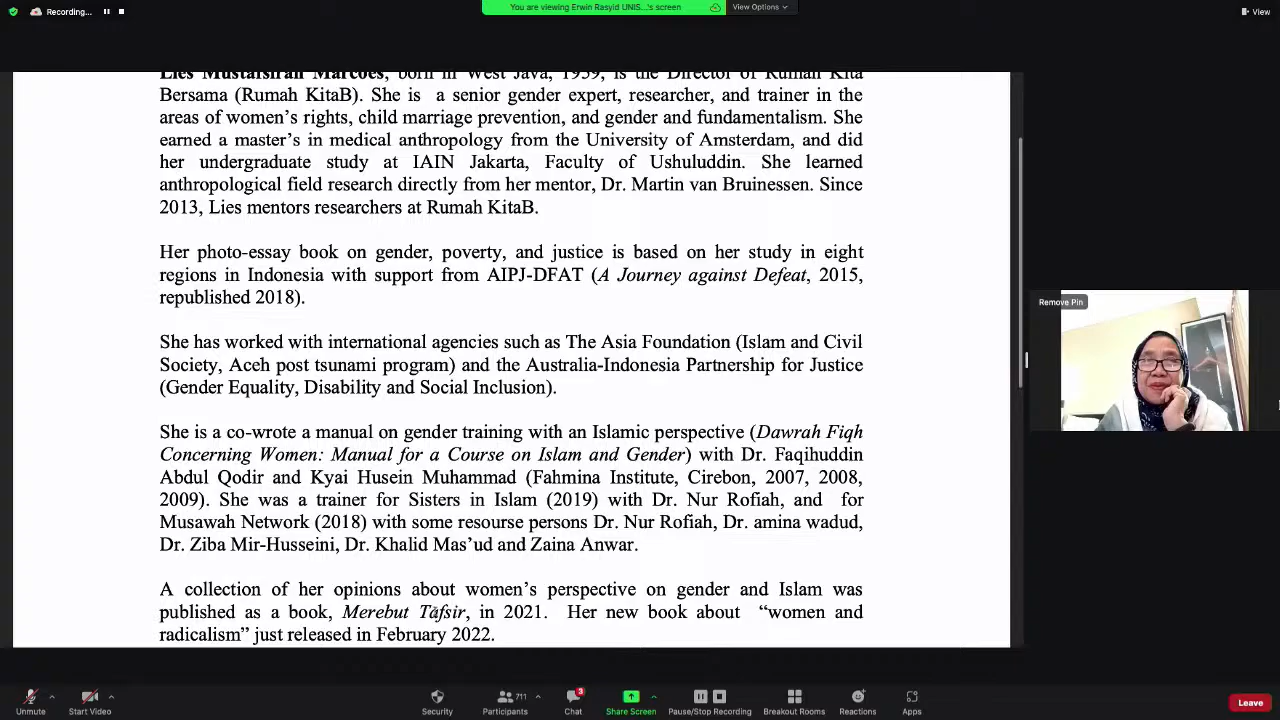 Recording...
You are viewing Erwin Rasyid UNIS...'s screen
View Options
View
Lies Mustafsirah Marcoes, born in West Java, 1959, is the Director of Rumah Kita
Bersama (Rumah KitaB). She is a senior gender expert, researcher, and trainer in the
areas of women's rights, child marriage prevention, and gender and fundamentalism. She
earned a master's in medical anthropology from the University of Amsterdam, and did
her undergraduate study at IAIN Jakarta, Faculty of Ushuluddin. She learned
anthropological field research directly from her mentor, Dr. Martin van Bruinessen. Since
2013, Lies mentors researchers at Rumah KitaB.
Her photo-essay book on gender, poverty, and justice is based on her study in eight
regions in Indonesia with support from AIPJ-DFAT (A Journey against Defeat, 2015,
republished 2018).
She has worked with international agencies such as The Asia Foundation (Islam and Civil
Society, Aceh post tsunami program) and the Australia-Indonesia Partnership for Justice
(Gender Equality, Disability and Social Inclusion).
She is a co-wrote a manual on gender training with an Islamic perspective (Dawrah Fiqh
Concerning Women: Manual for a Course on Islam and Gender) with Dr. Faqihuddin
Abdul Qodir and Kyai Husein Muhammad (Fahmina Institute, Cirebon, 2007, 2008,
2009). She was a trainer for Sisters in Islam (2019) with Dr. Nur Rofiah, and for
Musawah Network (2018) with some resourse persons Dr. Nur Rofiah, Dr. amina wadud,
Dr. Ziba Mir-Husseini, Dr. Khalid Mas'ud and Zaina Anwar.
A collection of her opinions about women's perspective on gender and Islam was
published as a book, Merebut Tafsir, in 2021. Her new book about "women and
radicalism" just released in February 2022.
Remove Pin
Unmute
Start Video
Security
Participants
711
Chat
3
Share Screen
Pause/Stop Recording
Breakout Rooms
Reactions
Apps
Leave